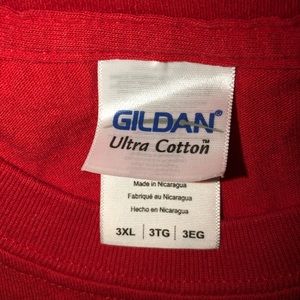 GILDAN®
Ultra Cotton™
Made in Nicaragua
Fabriqué au Nicaragua
Hecho en Nicaragua
3XL | 3TG | 3EG